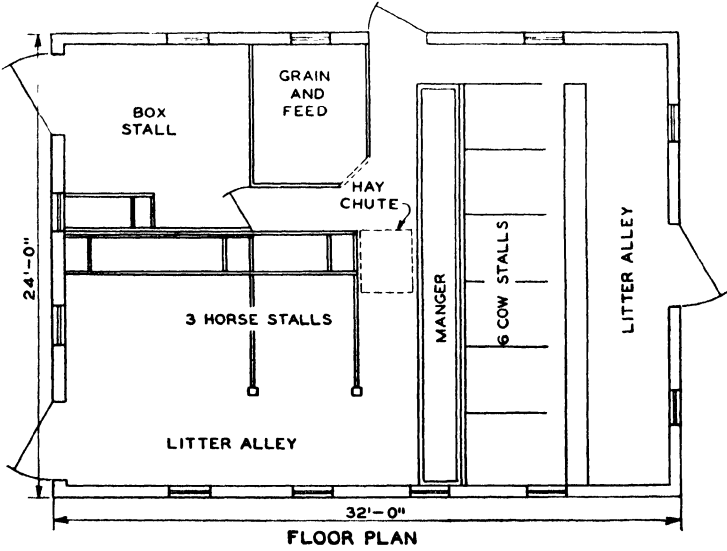 GRAIN
AND
FEED
BOX
STALL
HAY
CHUTE
24'-0"
3 HORSE STALLS
MANGER
6 COW STALLS
LITTER ALLEY
LITTER ALLEY
32'-0"
FLOOR PLAN